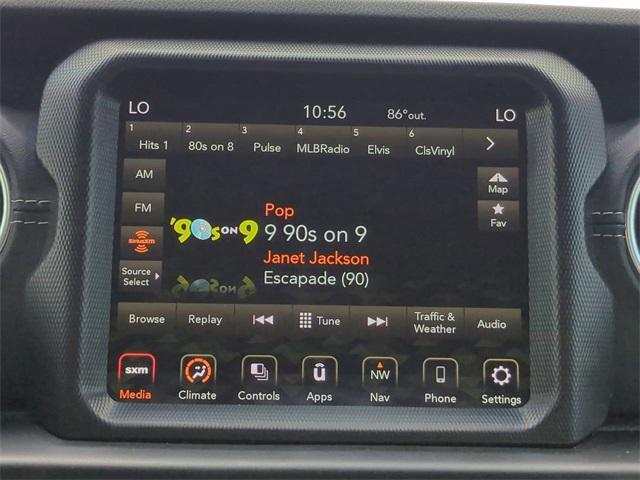 LO 10:56 86°out. LO
1 2 3 4 5 6
Hits 1 80s on 8 Pulse MLBRadio Elvis ClsVinyl
AM
Map
FM
Fav
Pop
'90s ON 9
9 90s on 9
SiriusXM
Janet Jackson
Source
Select
Escapade (90)
Browse Replay Tune Traffic &
Weather Audio
sxm NW
Media Climate Controls Apps Nav Phone Settings